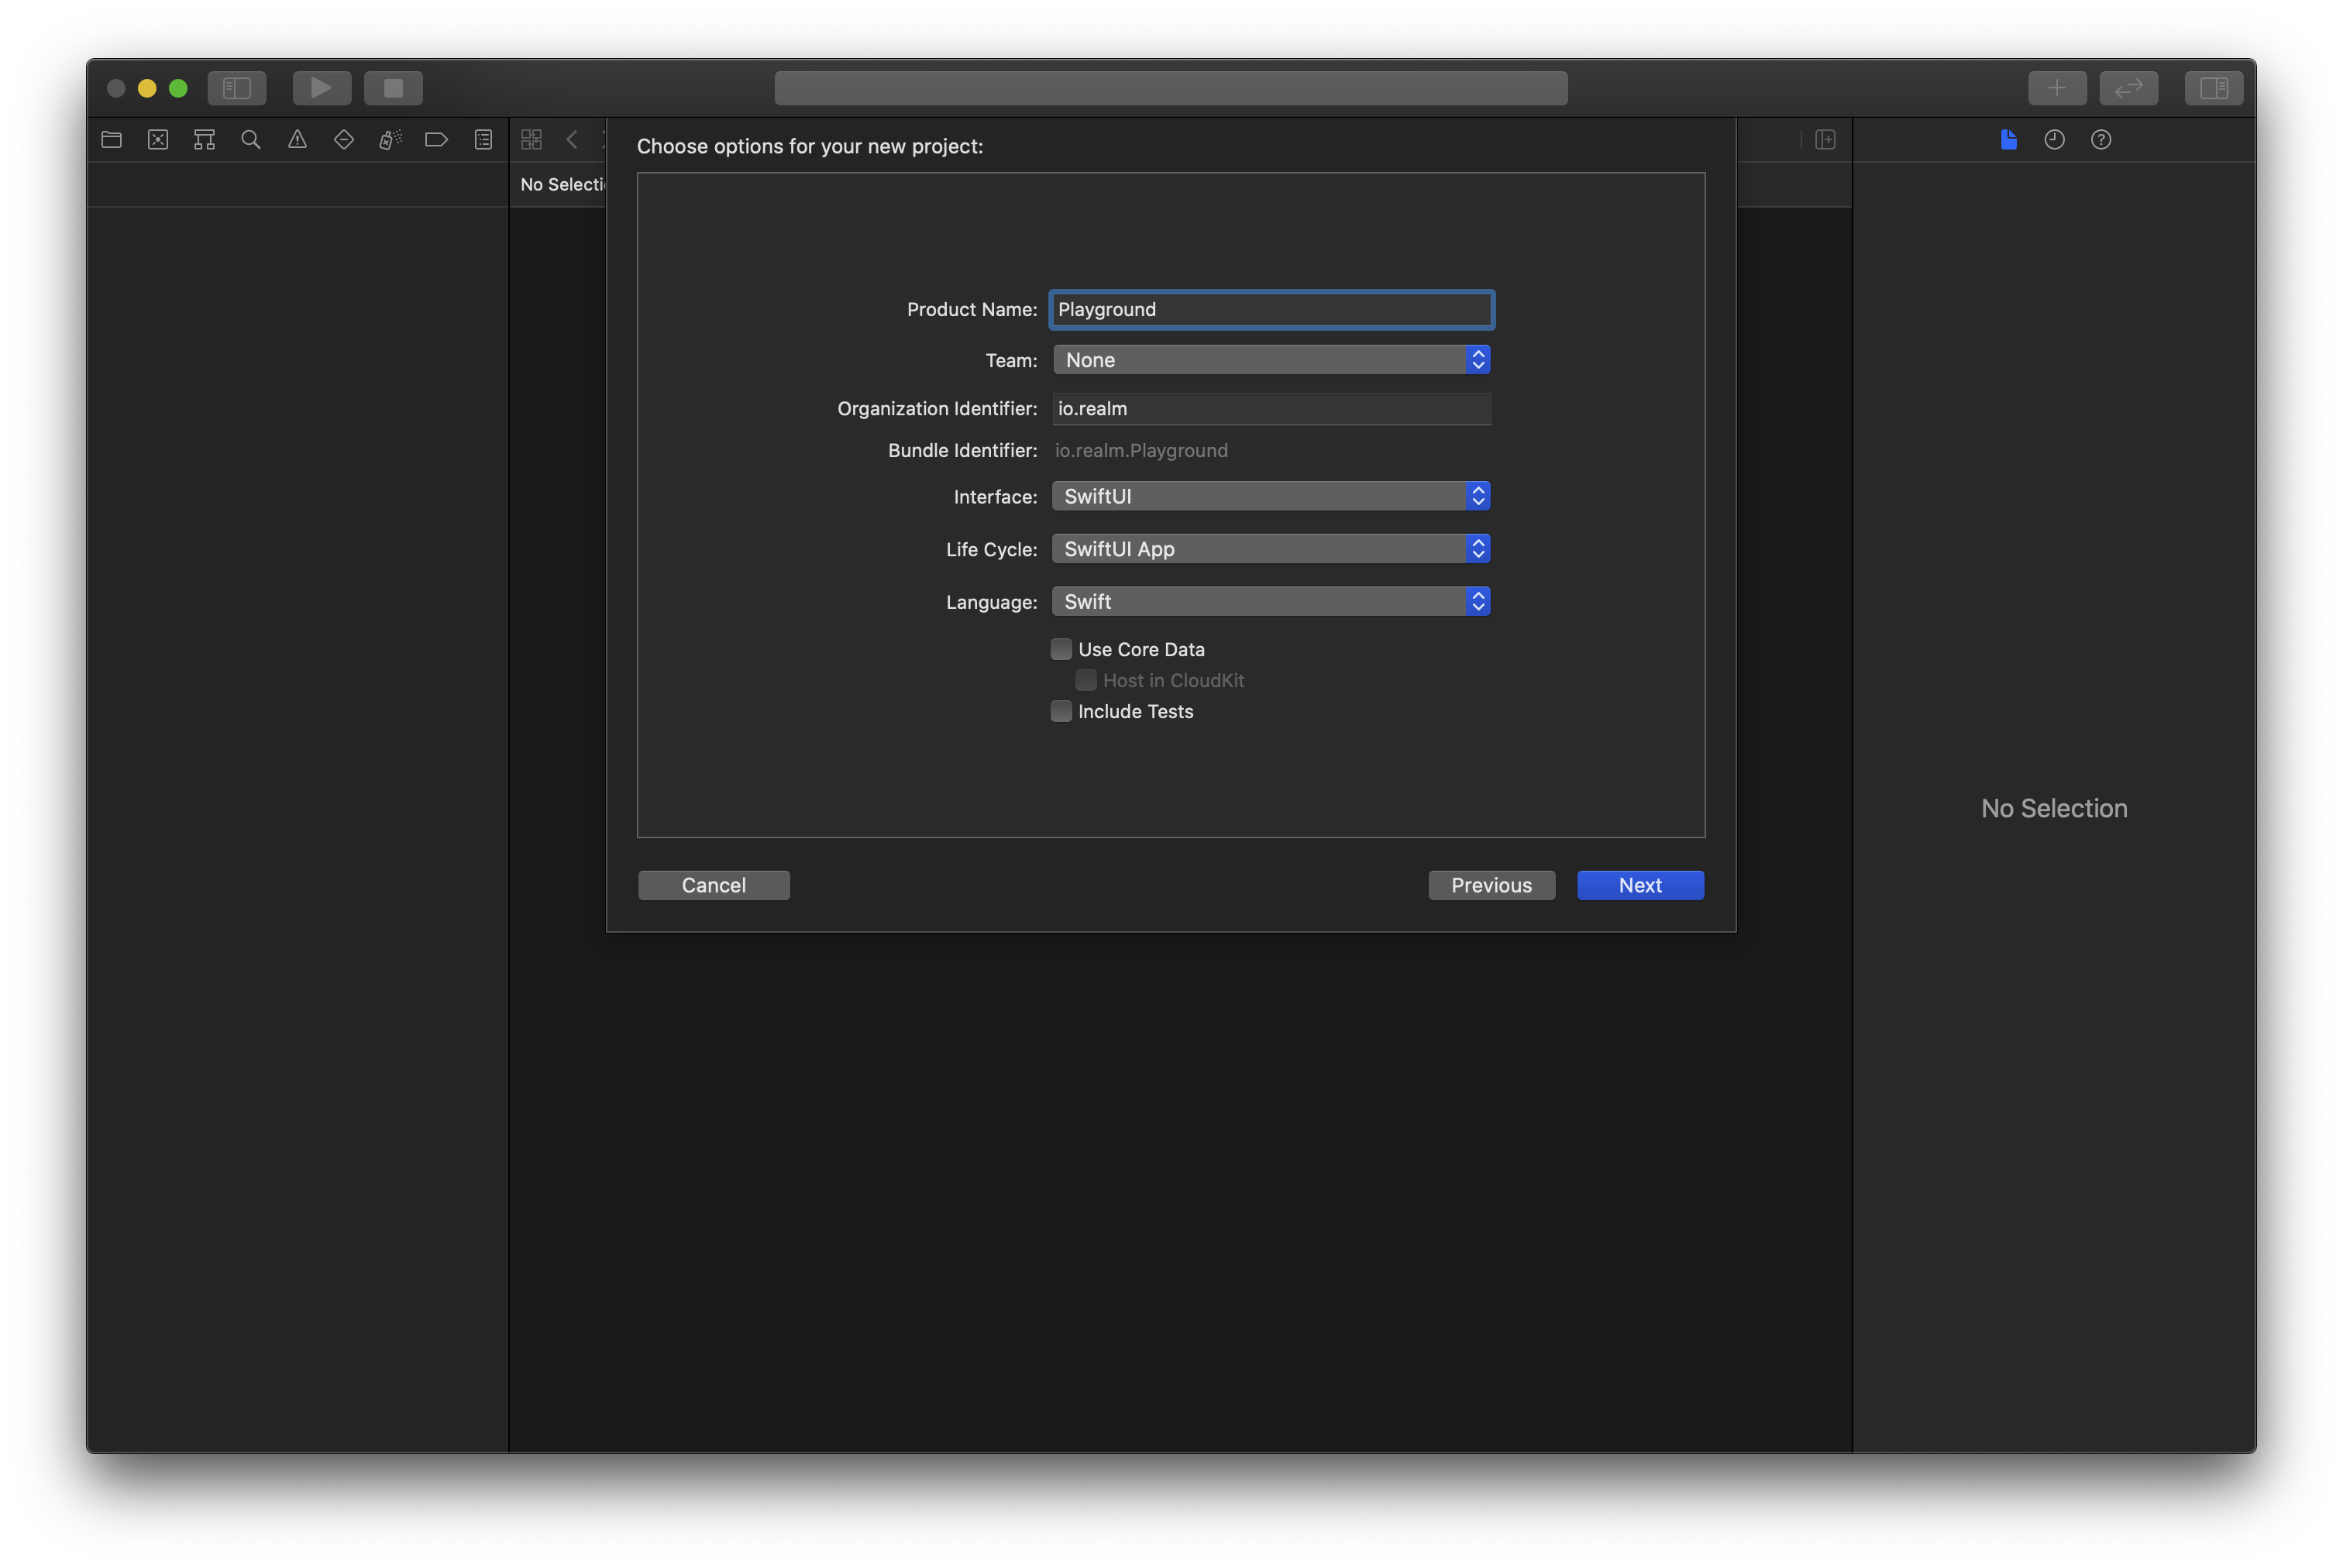 Choose options for your new project:
No Selecti
Product Name: Playground
Team: None
Organization Identifier: io.realm
Bundle Identifier: io.realm.Playground
Interface: SwiftUI
Life Cycle: SwiftUI App
Language: Swift
Use Core Data
Host in CloudKit
Include Tests
No Selection
Cancel Previous Next